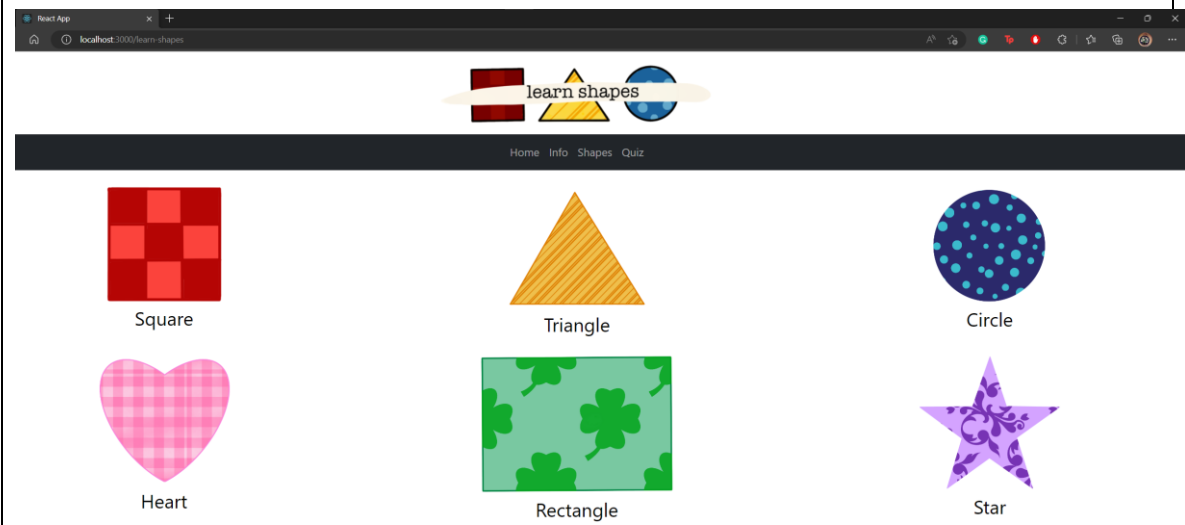 React App
localhost:3000/learn-shapes
learn shapes
Home Info Shapes Quiz
Square
Triangle
Circle
Heart
Rectangle
Star